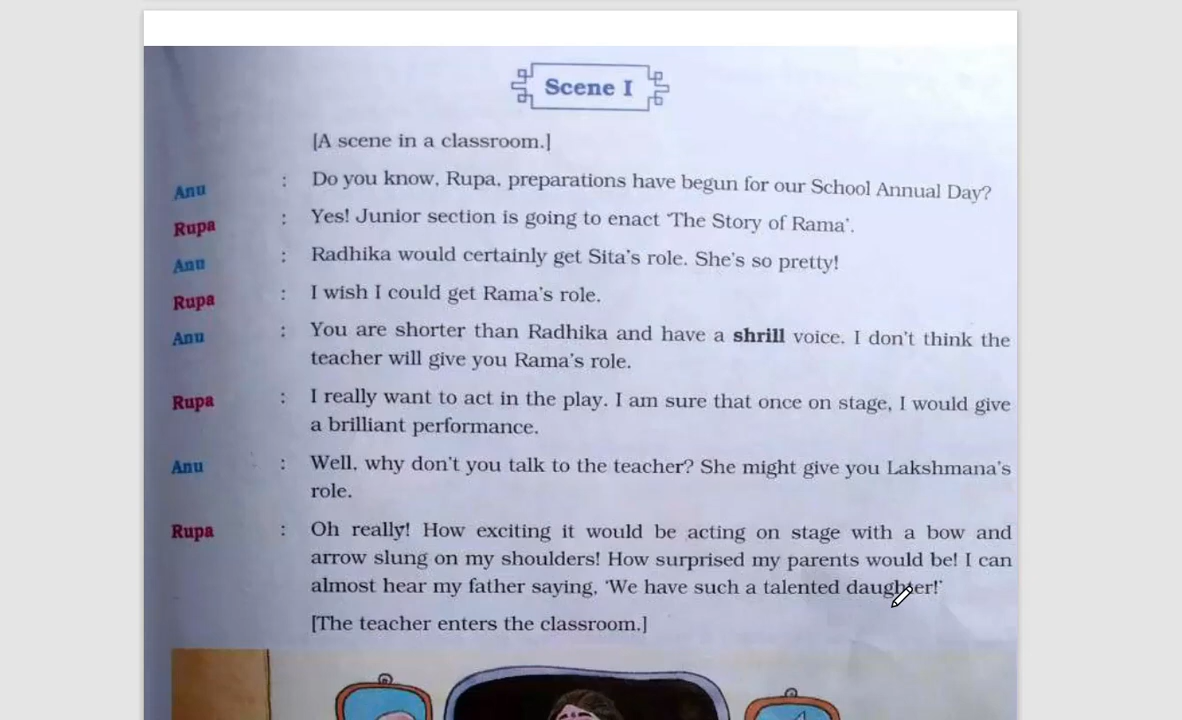 Scene I
[A scene in a classroom.]
Anu : Do you know, Rupa, preparations have begun for our School Annual Day?
Rupa : Yes! Junior section is going to enact 'The Story of Rama'.
Anu : Radhika would certainly get Sita's role. She's so pretty!
Rupa : I wish I could get Rama's role.
Anu : You are shorter than Radhika and have a shrill voice. I don't think the
teacher will give you Rama's role.
Rupa : I really want to act in the play. I am sure that once on stage, I would give
a brilliant performance.
Anu : Well, why don't you talk to the teacher? She might give you Lakshmana's
role.
Rupa : Oh really! How exciting it would be acting on stage with a bow and
arrow slung on my shoulders! How surprised my parents would be! I can
almost hear my father saying, 'We have such a talented daughter!'
[The teacher enters the classroom.]